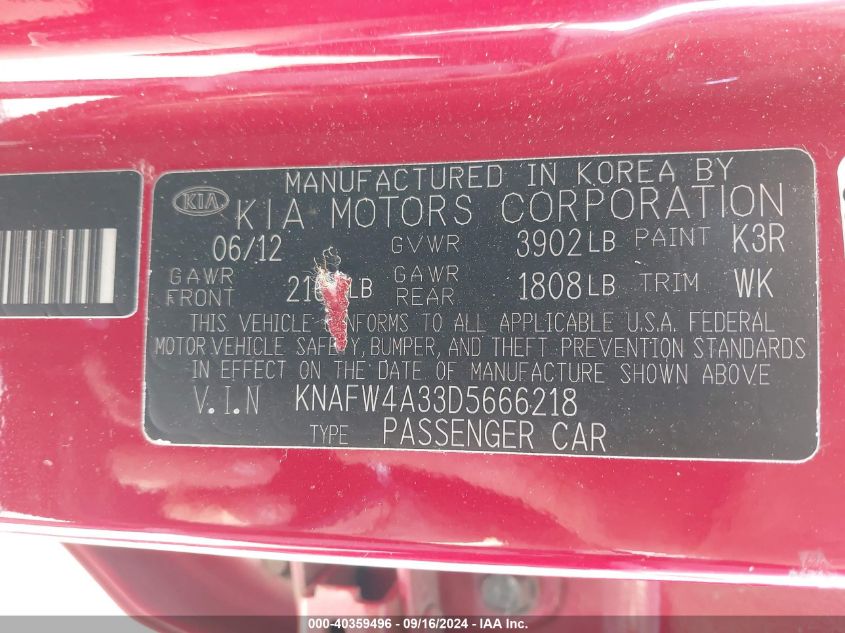 MANUFACTURED IN KOREA BY
KIA KIA MOTORS CORPORATION
06/12 GVWR 3902LB PAINT K3R
GAWR FRONT LB GAWR REAR 1808LB TRIM WK
THIS VEHICLE CONFORMS TO ALL APPLICABLE U.S.A. FEDERAL
MOTOR VEHICLE SAFETY, BUMPER, AND THEFT PREVENTION STANDARDS
IN EFFECT ON THE DATE OF MANUFACTURE SHOWN ABOVE
V.I.N KNAFW4A33D5666218
TYPE PASSENGER CAR
000-40359496 - 09/16/2024 - IAA Inc.